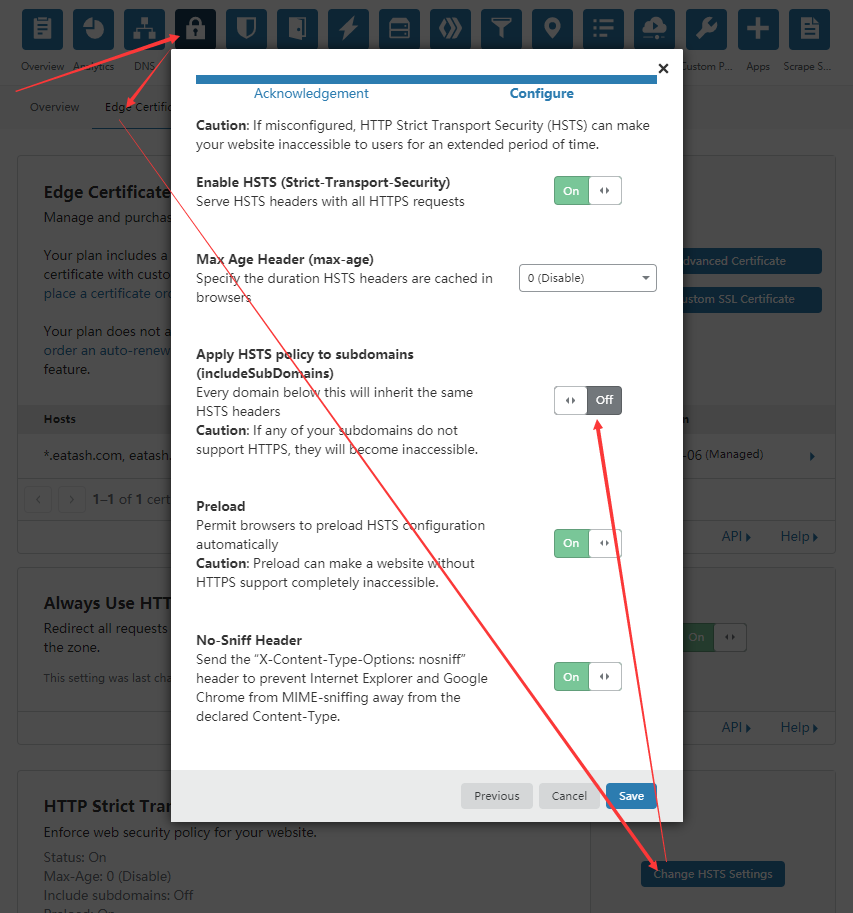 Overview Analytics DNS Custom P... Apps Scrape S...
Overview Edge Certific
Acknowledgement Configure
Caution: If misconfigured, HTTP Strict Transport Security (HSTS) can make
your website inaccessible to users for an extended period of time.
Enable HSTS (Strict-Transport-Security)
Serve HSTS headers with all HTTPS requests
On
Max Age Header (max-age)
Specify the duration HSTS headers are cached in
browsers
0 (Disable)
Apply HSTS policy to subdomains
(includeSubDomains)
Every domain below this will inherit the same
HSTS headers
Caution: If any of your subdomains do not
support HTTPS, they will become inaccessible.
Off
Preload
Permit browsers to preload HSTS configuration
automatically
Caution: Preload can make a website without
HTTPS support completely inaccessible.
On
No-Sniff Header
Send the “X-Content-Type-Options: nosniff”
header to prevent Internet Explorer and Google
Chrome from MIME-sniffing away from the
declared Content-Type.
On
Previous Cancel Save
Edge Certificate
Manage and purchas
Your plan includes a
certificate with custo
place a certificate or
Your plan does not a
order an auto-renew
feature.
dvanced Certificate
ustom SSL Certificate
Hosts
*.eatash.com, eatash. -06 (Managed)
1–1 of 1 cert
API Help
Always Use HTT
Redirect all requests
the zone.
This setting was last cha
On
API Help
HTTP Strict Tran
Enforce web security policy for your website.
Status: On
Max-Age: 0 (Disable)
Include subdomains: Off
Preload: On
Change HSTS Settings